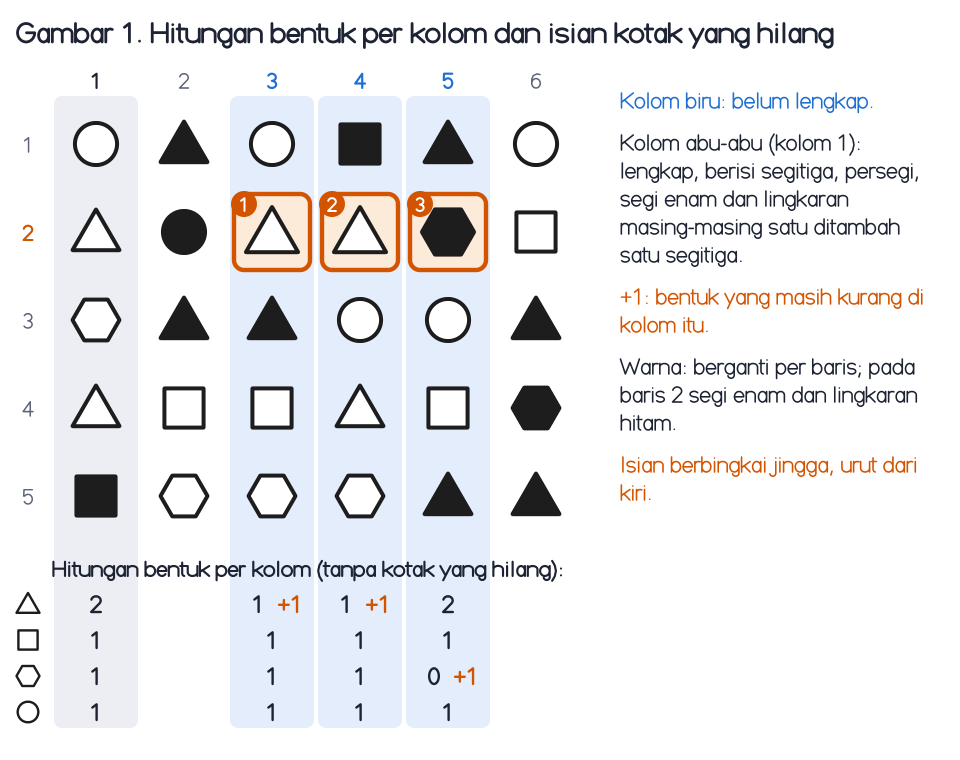 Gambar 1. Hitungan bentuk per kolom dan isian kotak yang hilang
1 2 3 4 5 6
1
2
3
4
5
1 2 3
Kolom biru: belum lengkap.
Kolom abu-abu (kolom 1):
lengkap, berisi segitiga, persegi,
segi enam dan lingkaran
masing-masing satu ditambah
satu segitiga.
+1: bentuk yang masih kurang di
kolom itu.
Warna: berganti per baris; pada
baris 2 segi enam dan lingkaran
hitam.
Isian berbingkai jingga, urut dari
kiri.
Hitungan bentuk per kolom (tanpa kotak yang hilang):
2 1 +1 1 +1 2
1 1 1 1
1 1 1 0 +1
1 1 1 1